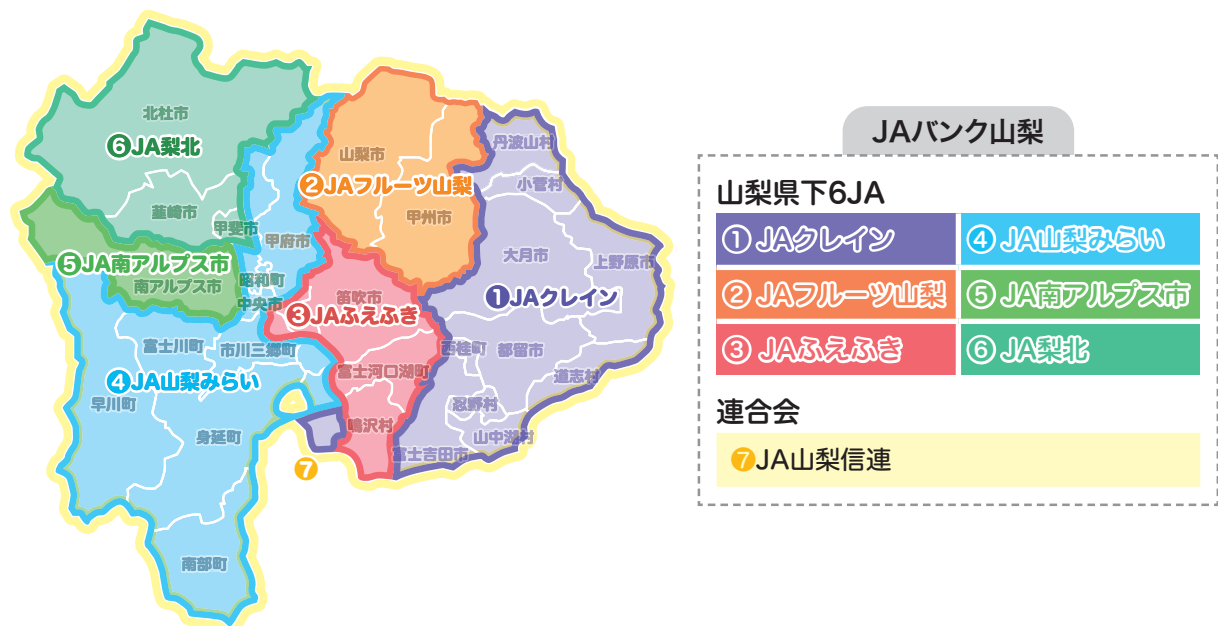 北杜市
⑥JA梨北
韮崎市
甲斐市
⑤JA南アルプス市
南アルプス市
甲府市
昭和町
中央市
山梨市
②JAフルーツ山梨
甲州市
丹波山村
小菅村
大月市
上野原市
①JAクレイン
笛吹市
③JAふえふき
西桂町
都留市
富士河口湖町
道志村
忍野村
鳴沢村
山中湖村
富士吉田市
富士川町
市川三郷町
④JA山梨みらい
早川町
身延町
南部町
⑦
JAバンク山梨
山梨県下6JA
① JAクレイン
④ JA山梨みらい
② JAフルーツ山梨
⑤ JA南アルプス市
③ JAふえふき
⑥ JA梨北
連合会
⑦JA山梨信連